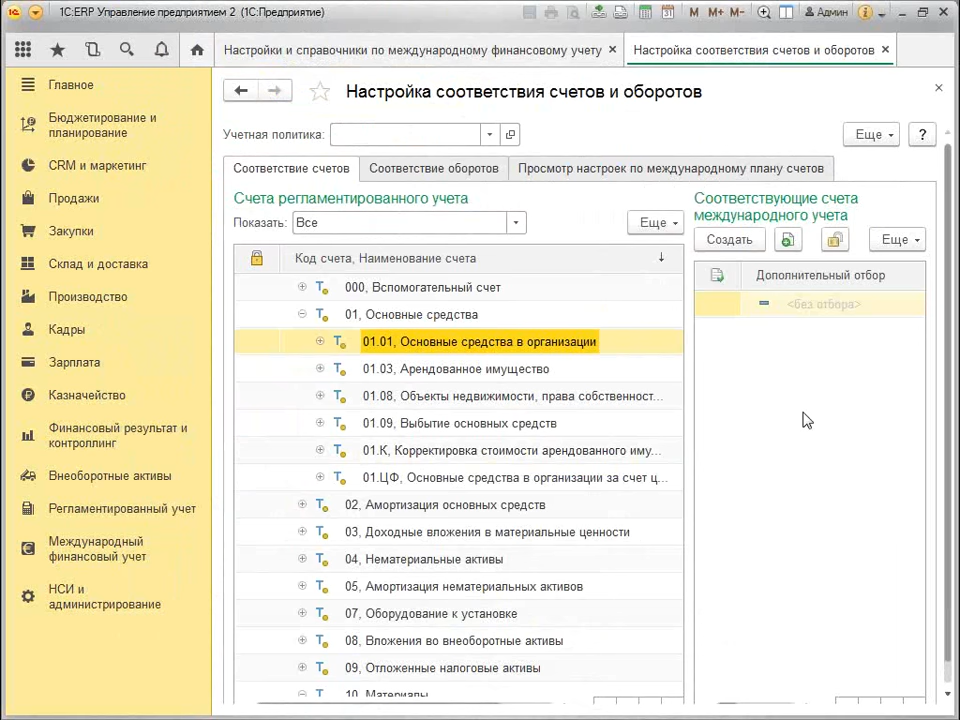 1С:ERP Управление предприятием 2 (1С:Предприятие)
M M+ M- Админ
Настройки и справочники по международному финансовому учету ×
Настройка соответствия счетов и оборотов ×
Главное
Бюджетирование и
планирование
CRM и маркетинг
Продажи
Закупки
Склад и доставка
Производство
Кадры
Зарплата
Казначейство
Финансовый результат и
контроллинг
Внеоборотные активы
Регламентированный учет
Международный
финансовый учет
НСИ и
администрирование
Настройка соответствия счетов и оборотов
Учетная политика:
Еще
?
Соответствие счетов
Соответствие оборотов
Просмотр настроек по международному плану счетов
Счета регламентированного учета
Показать: Все
Еще
Код счета, Наименование счета
000, Вспомогательный счет
01, Основные средства
01.01, Основные средства в организации
01.03, Арендованное имущество
01.08, Объекты недвижимости, права собственност...
01.09, Выбытие основных средств
01.К, Корректировка стоимости арендованного иму...
01.ЦФ, Основные средства в организации за счет ц...
02, Амортизация основных средств
03, Доходные вложения в материальные ценности
04, Нематериальные активы
05, Амортизация нематериальных активов
07, Оборудование к установке
08, Вложения во внеоборотные активы
09, Отложенные налоговые активы
10, Материалы
Соответствующие счета
международного учета
Создать
Еще
Дополнительный отбор
<без отбора>